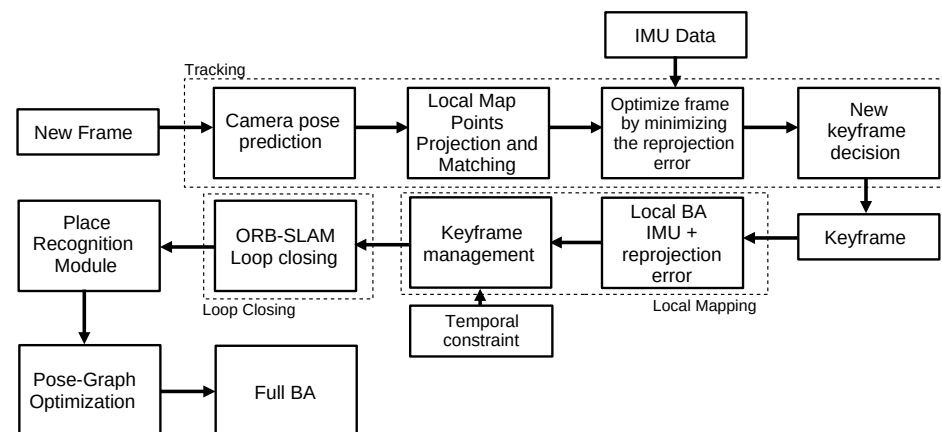 IMU Data
Tracking
New Frame
Camera pose
prediction
Local Map
Points
Projection and
Matching
Optimize frame
by minimizing
the reprojection
error
New
keyframe
decision
Place
Recognition
Module
ORB-SLAM
Loop closing
Keyframe
management
Local BA
IMU +
reprojection
error
Keyframe
Loop Closing
Local Mapping
Temporal
constraint
Pose-Graph
Optimization
Full BA